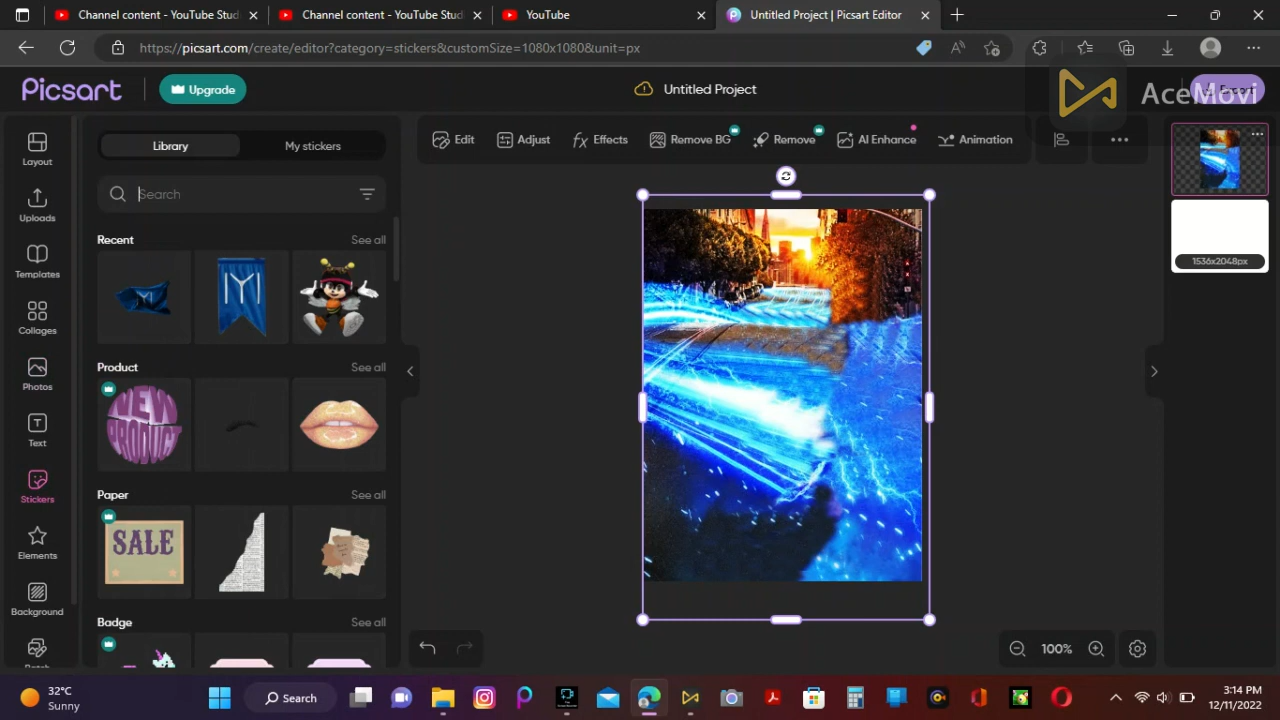 Channel content - YouTube Stud
Channel content - YouTube Stud
YouTube
Untitled Project | Picsart Editor
https://picsart.com/create/editor?category=stickers&customSize=1080x1080&unit=px
Picsart
Upgrade
Untitled Project
AceMovi
Layout
Uploads
Templates
Collages
Photos
Text
Stickers
Elements
Background
Library
My stickers
Search
Recent
See all
Product
See all
NEW PRODUCT
Paper
See all
SALE
Badge
See all
Edit
Adjust
Effects
Remove BG
Remove
AI Enhance
Animation
1536x2048px
100%
32°C
Sunny
Search
3:14 PM
12/11/2022